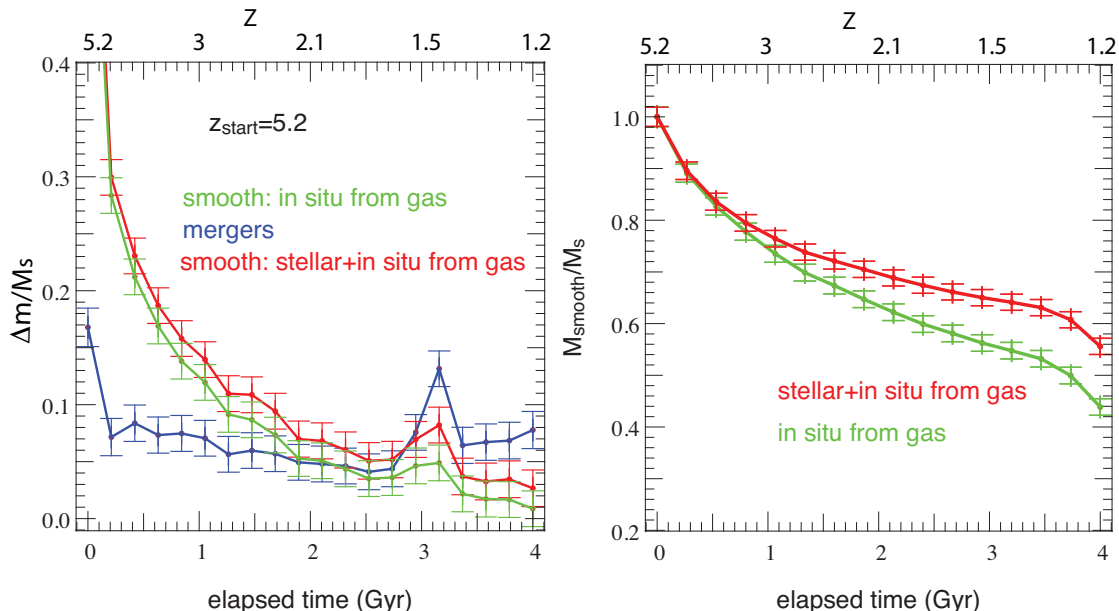 Z
5.2 3 2.1 1.5 1.2
0.4
0.3
0.2
0.1
0.0
Δm/Ms
zstart=5.2
smooth: in situ from gas
mergers
smooth: stellar+in situ from gas
0 1 2 3 4
elapsed time (Gyr)
Z
5.2 3 2.1 1.5 1.2
1.0
0.8
0.6
0.4
0.2
Msmooth/Ms
stellar+in situ from gas
in situ from gas
0 1 2 3 4
elapsed time (Gyr)